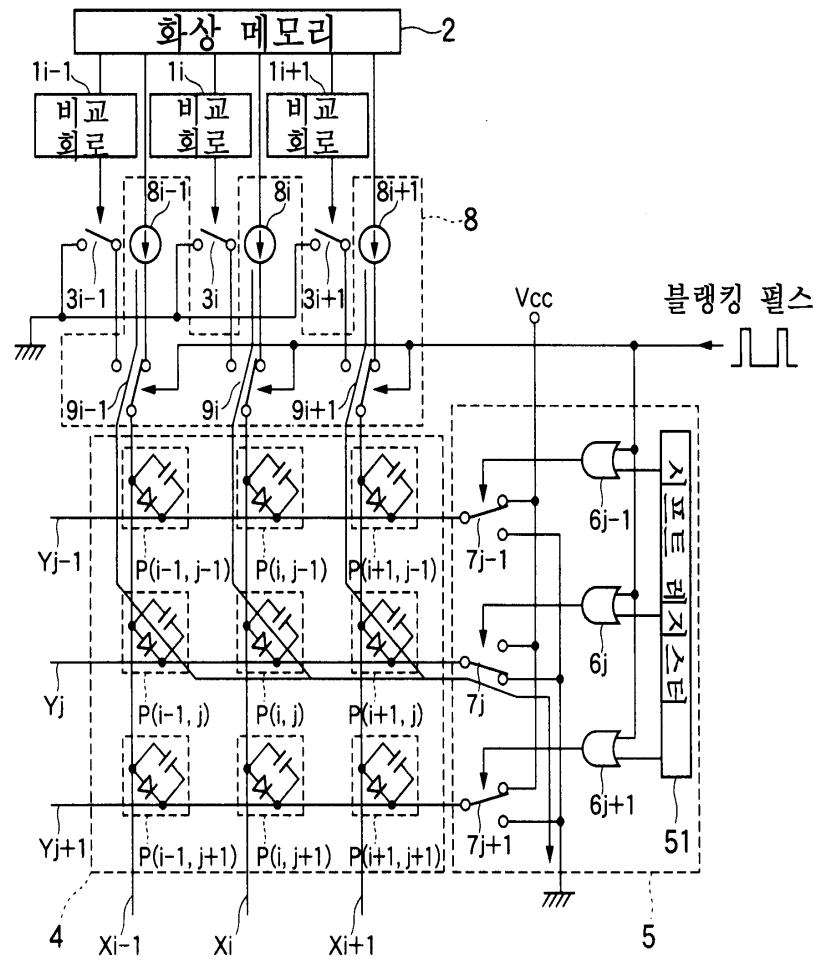 화상 메모리
2
1i-1
1i
1i+1
비교
회로
비교
회로
비교
회로
8i-1
8i
8i+1
8
3i-1
3i
3i+1
Vcc
블랭킹 펄스
9i-1
9i
9i+1
6j-1
7j-1
Yj-1
P(i-1, j-1)
P(i, j-1)
P(i+1, j-1)
시프트 레지스터
6j
7j
Yj
P(i-1, j)
P(i, j)
P(i+1, j)
6j+1
7j+1
51
Yj+1
P(i-1, j+1)
P(i, j+1)
P(i+1, j+1)
4
Xi-1
Xi
Xi+1
5